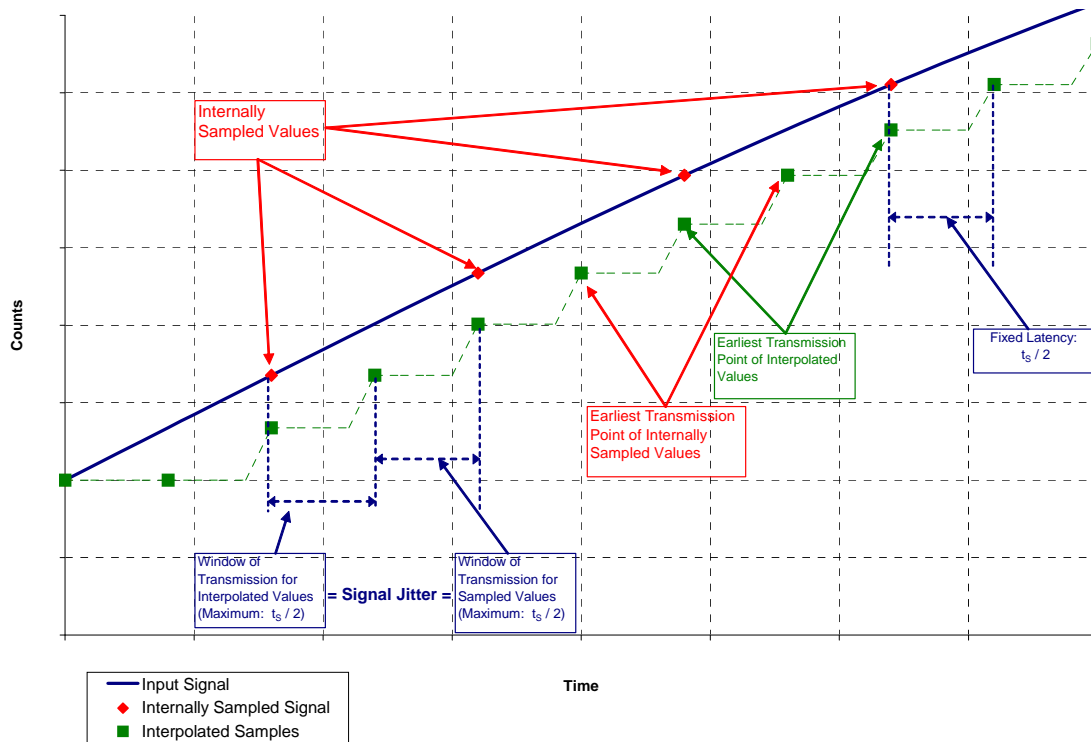 Internally
Sampled Values
Counts
Earliest Transmission
Point of Interpolated
Values
Fixed Latency:
tS / 2
Earliest Transmission
Point of Internally
Sampled Values
Window of
Transmission for
Interpolated Values
(Maximum: tS / 2)
= Signal Jitter =
Window of
Transmission for
Sampled Values
(Maximum: tS / 2)
Time
Input Signal
Internally Sampled Signal
Interpolated Samples